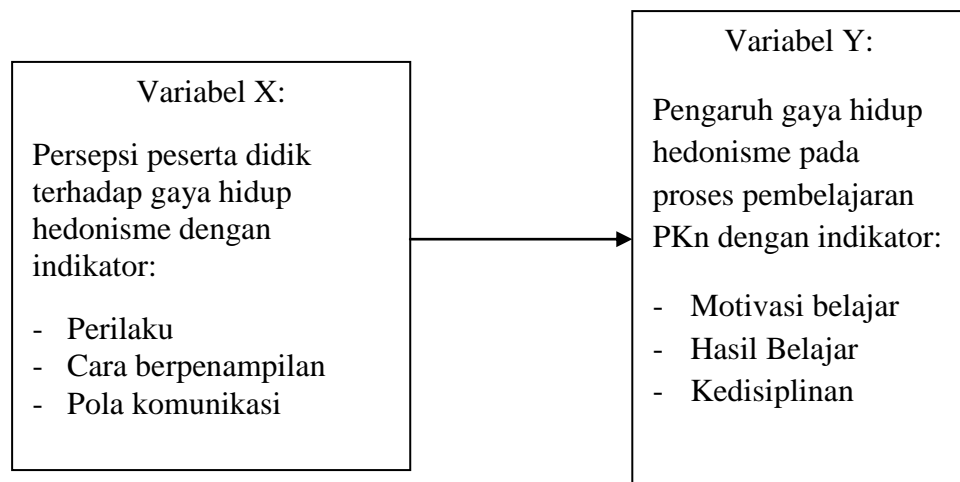 Variabel X:
Persepsi peserta didik
terhadap gaya hidup
hedonisme dengan
indikator:
- Perilaku
- Cara berpenampilan
- Pola komunikasi
Variabel Y:
Pengaruh gaya hidup
hedonisme pada
proses pembelajaran
PKn dengan indikator:
- Motivasi belajar
- Hasil Belajar
- Kedisiplinan